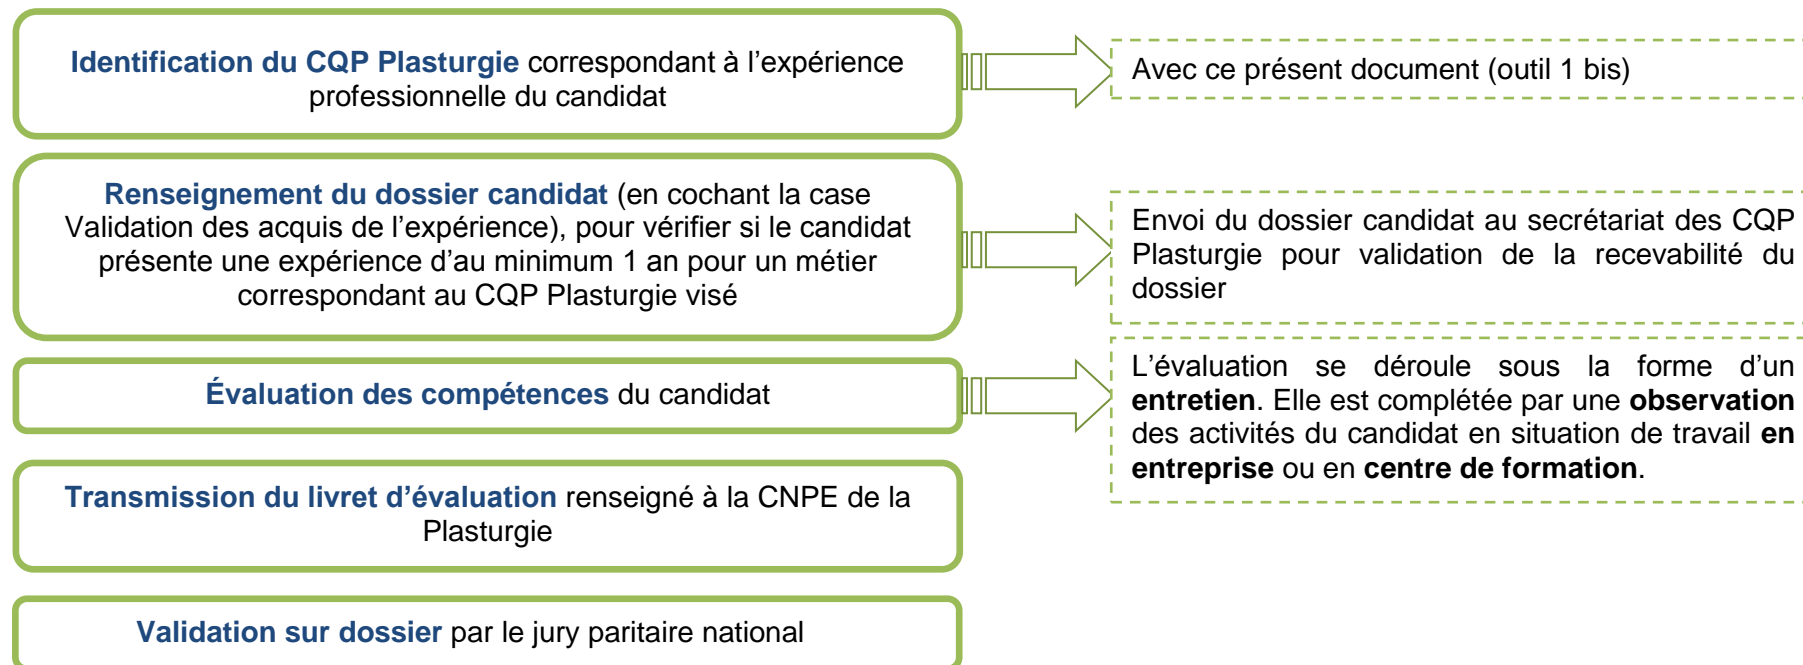 Identification du CQP Plasturgie correspondant à l’expérience
professionnelle du candidat
Avec ce présent document (outil 1 bis)
Renseignement du dossier candidat (en cochant la case
Validation des acquis de l’expérience), pour vérifier si le candidat
présente une expérience d’au minimum 1 an pour un métier
correspondant au CQP Plasturgie visé
Envoi du dossier candidat au secrétariat des CQP
Plasturgie pour validation de la recevabilité du
dossier
Évaluation des compétences du candidat
L’évaluation se déroule sous la forme d’un
entretien. Elle est complétée par une observation
des activités du candidat en situation de travail en
entreprise ou en centre de formation.
Transmission du livret d’évaluation renseigné à la CNPE de la
Plasturgie
Validation sur dossier par le jury paritaire national